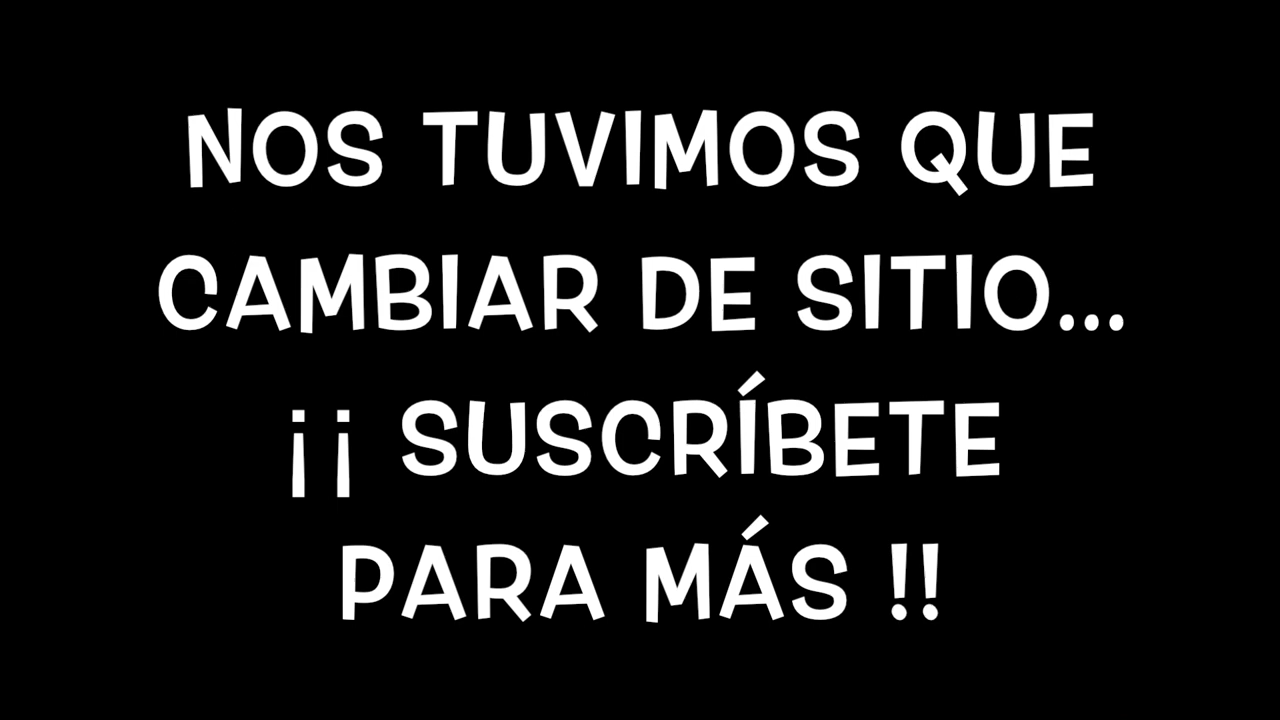 NOS TUVIMOS QUE
CAMBIAR DE SITIO...
¡¡ SUSCRÍBETE
PARA MÁS !!